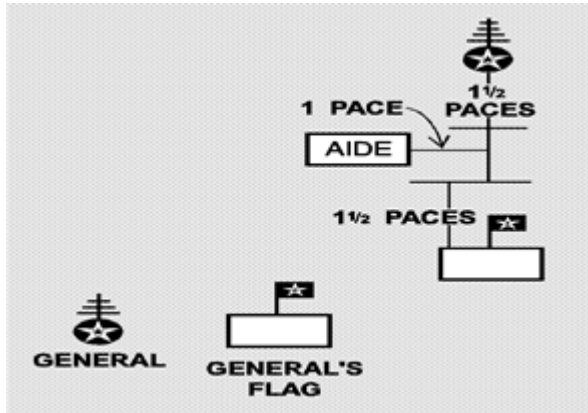 1½
PACES
1 PACE
AIDE
1½ PACES
GENERAL
GENERAL'S
FLAG